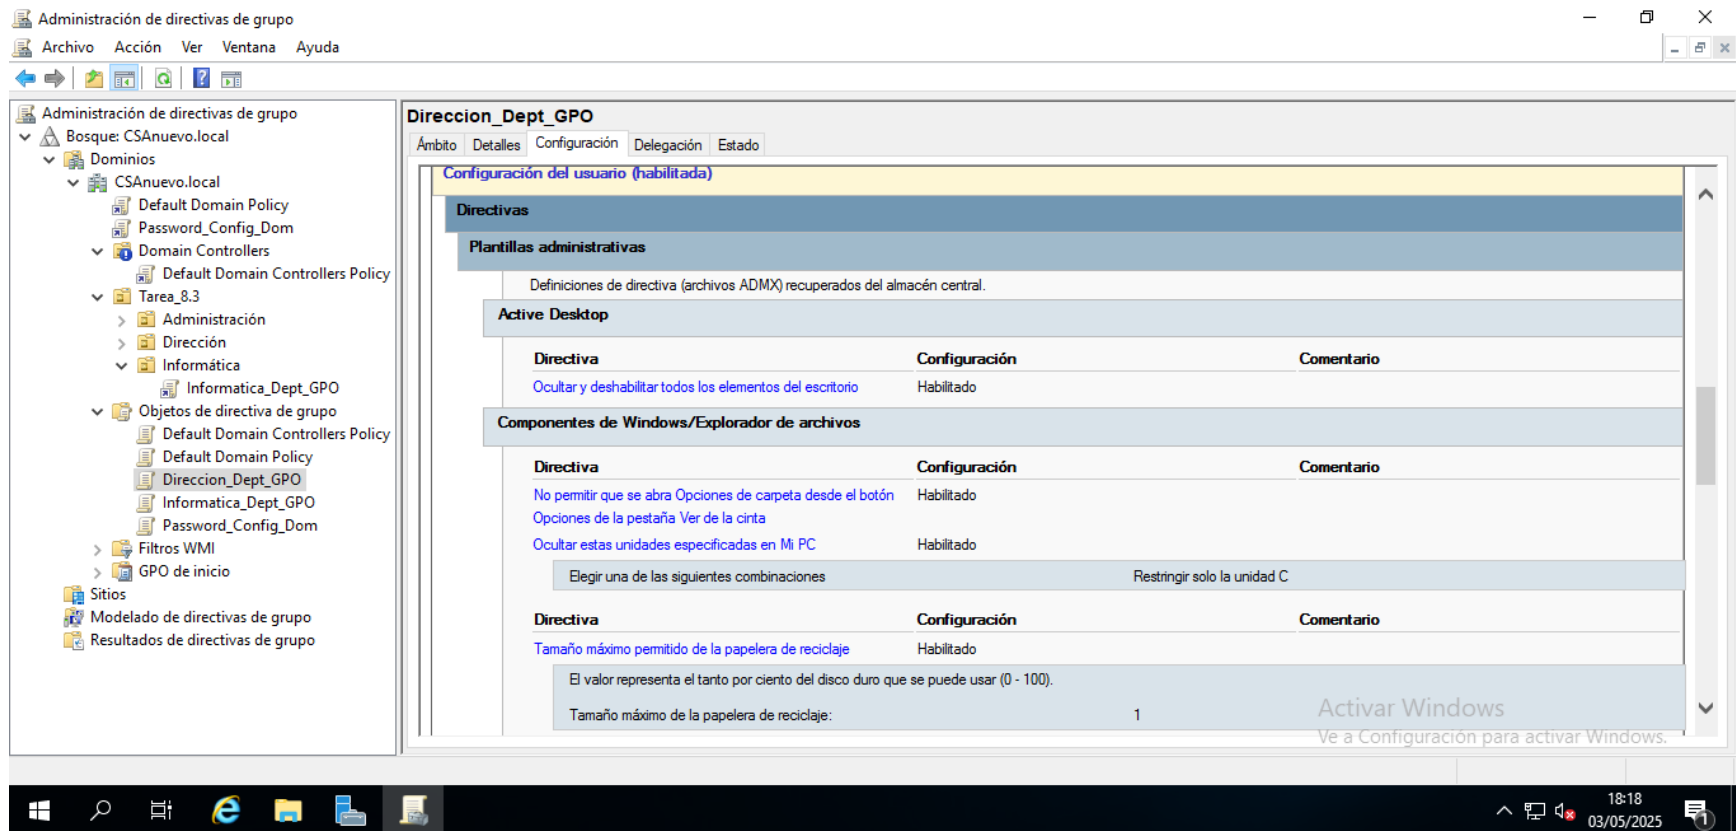 Administración de directivas de grupo
Archivo Acción Ver Ventana Ayuda
Administración de directivas de grupo
Bosque: CSAnuevo.local
Dominios
CSAnuevo.local
Default Domain Policy
Password_Config_Dom
Domain Controllers
Default Domain Controllers Policy
Tarea_8.3
Administración
Dirección
Informática
Informatica_Dept_GPO
Objetos de directiva de grupo
Default Domain Controllers Policy
Default Domain Policy
Direccion_Dept_GPO
Informatica_Dept_GPO
Password_Config_Dom
Filtros WMI
GPO de inicio
Sitios
Modelado de directivas de grupo
Resultados de directivas de grupo
Direccion_Dept_GPO
Ámbito Detalles Configuración Delegación Estado
Configuración del usuario (habilitada)
Directivas
Plantillas administrativas
Definiciones de directiva (archivos ADMX) recuperados del almacén central.
Active Desktop
Directiva Configuración Comentario
Ocultar y deshabilitar todos los elementos del escritorio Habilitado
Componentes de Windows/Explorador de archivos
Directiva Configuración Comentario
No permitir que se abra Opciones de carpeta desde el botón Habilitado
Opciones de la pestaña Ver de la cinta
Ocultar estas unidades especificadas en Mi PC Habilitado
Elegir una de las siguientes combinaciones Restringir solo la unidad C
Directiva Configuración Comentario
Tamaño máximo permitido de la papelera de reciclaje Habilitado
El valor representa el tanto por ciento del disco duro que se puede usar (0 - 100).
Tamaño máximo de la papelera de reciclaje: 1
Activar Windows
Ve a Configuración para activar Windows.
18:18
03/05/2025
1